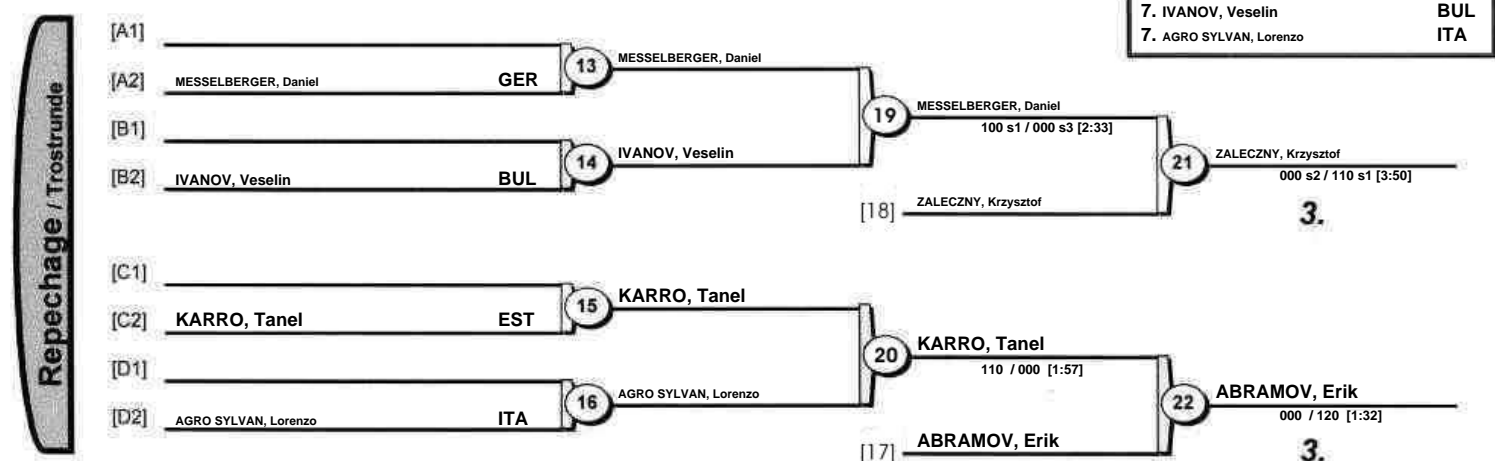 7. IVANOV, Veselin BUL
7. AGRO SYLVAN, Lorenzo ITA
Repechage / Trostrunde
[A1]
13 MESSELBERGER, Daniel
[A2] MESSELBERGER, Daniel GER
19 MESSELBERGER, Daniel
100 s1 / 000 s3 [2:33]
[B1]
14 IVANOV, Veselin
[B2] IVANOV, Veselin BUL
21 ZALECZNY, Krzysztof
000 s2 / 110 s1 [3:50]
[18] ZALECZNY, Krzysztof
3.
[C1]
15 KARRO, Tanel
[C2] KARRO, Tanel EST
20 KARRO, Tanel
110 / 000 [1:57]
[D1]
16 AGRO SYLVAN, Lorenzo
[D2] AGRO SYLVAN, Lorenzo ITA
22 ABRAMOV, Erik
000 / 120 [1:32]
[17] ABRAMOV, Erik
3.